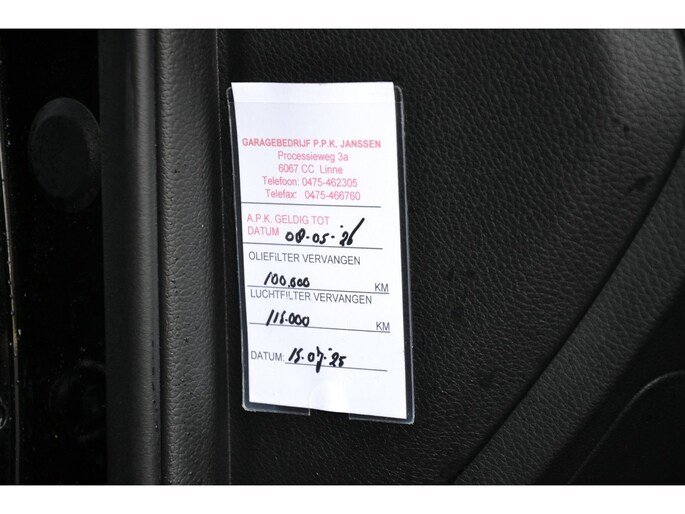 GARAGEBEDRIJF P.P.K. JANSSEN
Processieweg 3a
6067 CC Linne
Telefoon: 0475-462305
Telefax: 0475-466760
A.P.K. GELDIG TOT
DATUM 08-05-'26
OLIEFILTER VERVANGEN
100.600 KM
LUCHTFILTER VERVANGEN
115.000 KM
DATUM: 15-07-'25